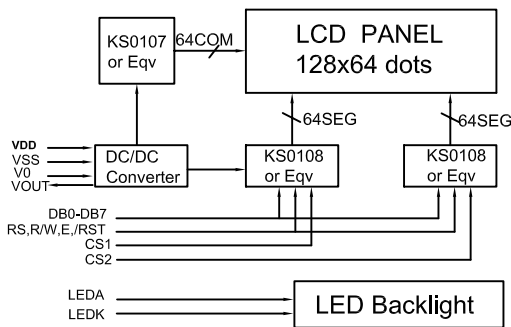 KS0107
or Eqv
64COM
LCD PANEL
128x64 dots
64SEG
64SEG
VDD
VSS
V0
VOUT
DC/DC
Converter
KS0108
or Eqv
KS0108
or Eqv
DB0-DB7
RS,R/W,E,/RST
CS1
CS2
LEDA
LEDK
LED Backlight